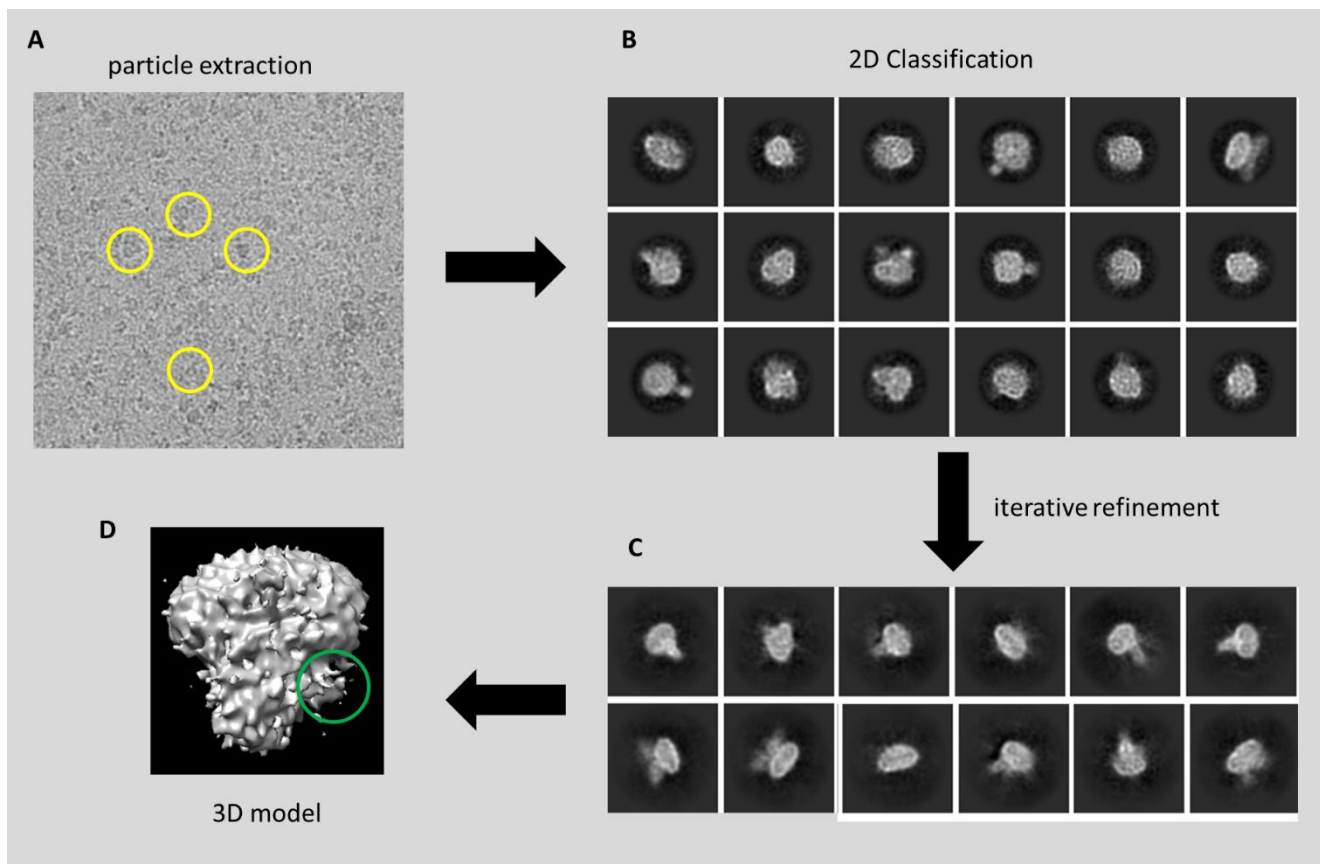 A
particle extraction
B
2D Classification
iterative refinement
C
D
3D model